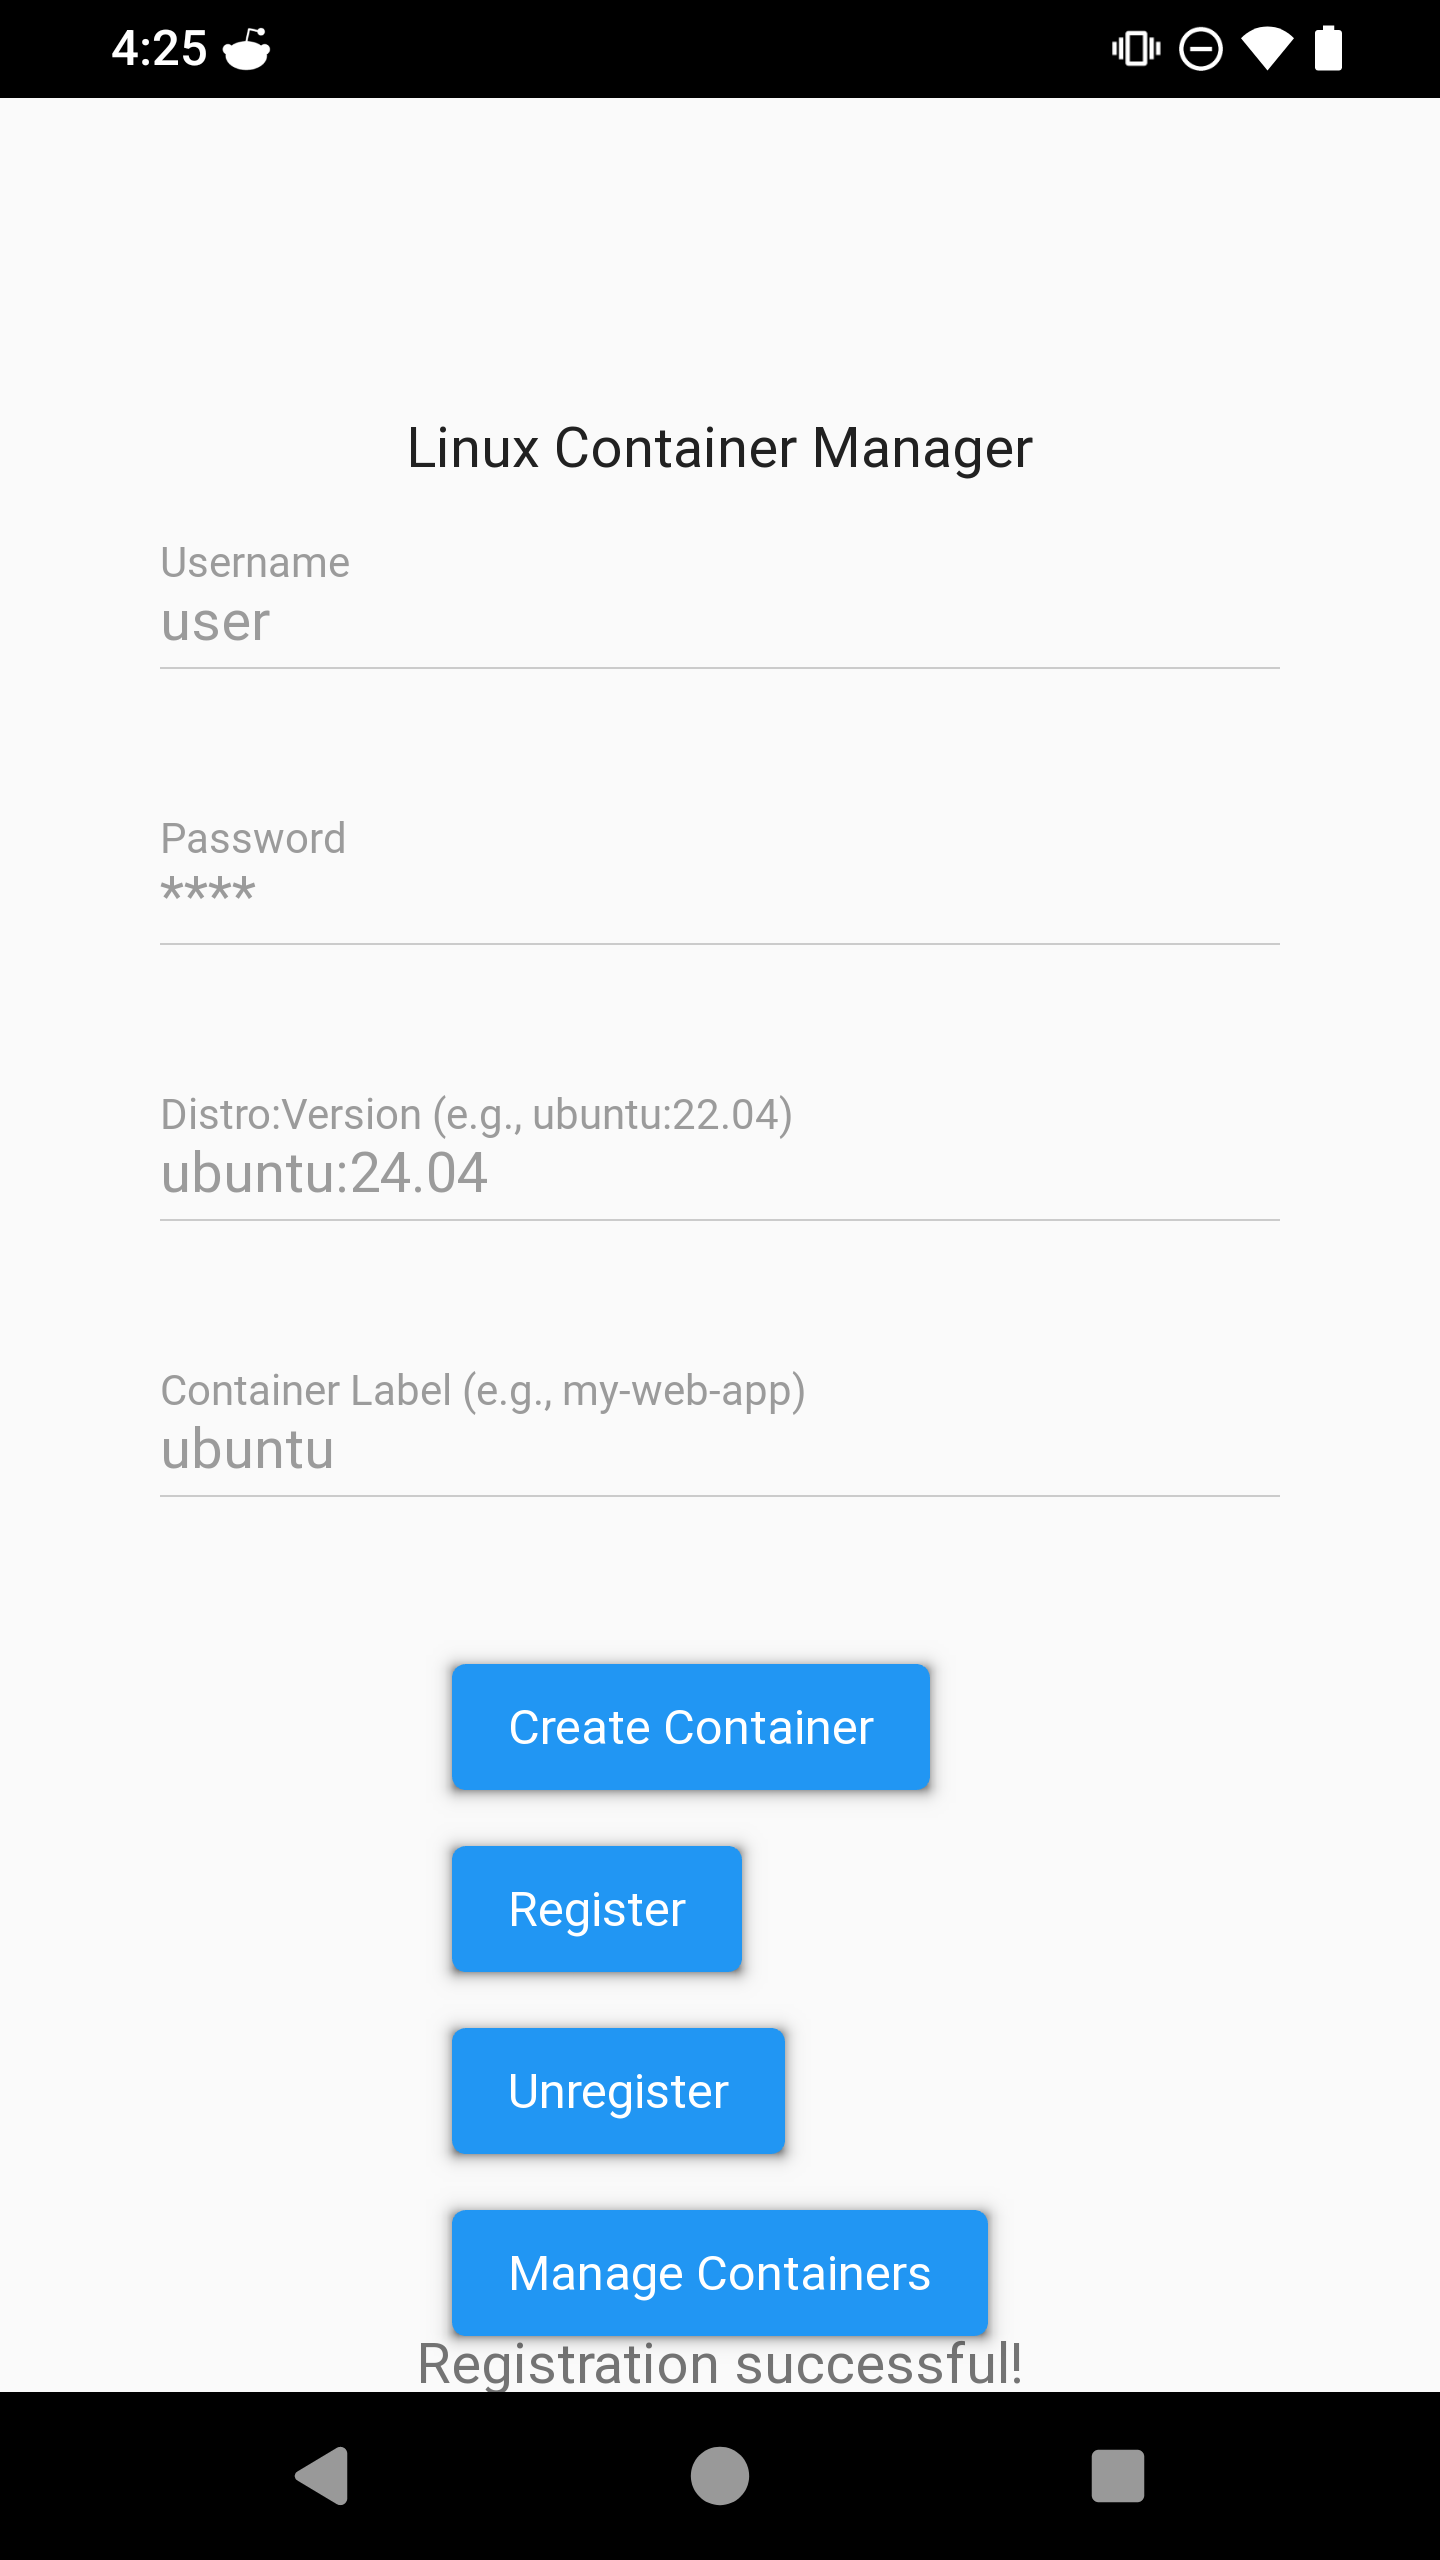 4:25
Linux Container Manager
Username
user
Password
****
Distro:Version (e.g., ubuntu:22.04)
ubuntu:24.04
Container Label (e.g., my-web-app)
ubuntu
Create Container
Register
Unregister
Manage Containers
Registration successful!